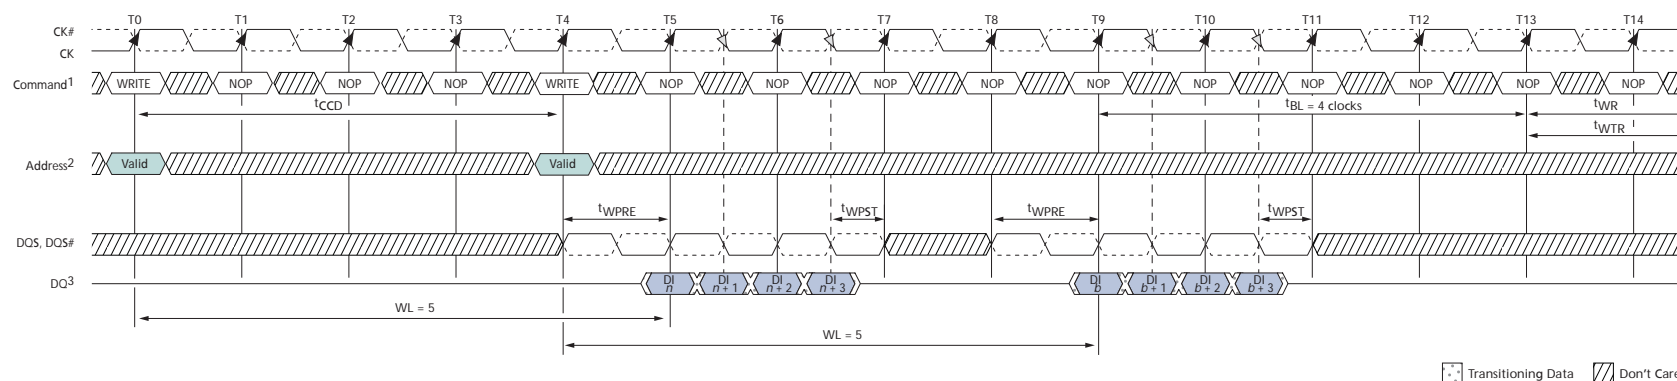 T0 T1 T2 T3 T4 T5 T6 T7 T8 T9 T10 T11 T12 T13 T14
CK#
CK
Command1 WRITE NOP NOP NOP WRITE NOP NOP NOP NOP NOP NOP NOP NOP NOP NOP
tCCD tBL = 4 clocks tWR
tWTR
Address2 Valid Valid
tWPRE tWPST tWPRE tWPST
DQS, DQS#
DQ3 DI n DI n + 1 DI n + 2 DI n + 3 DI b DI b + 1 DI b + 2 DI b + 3
WL = 5
WL = 5
Transitioning Data Don't Care